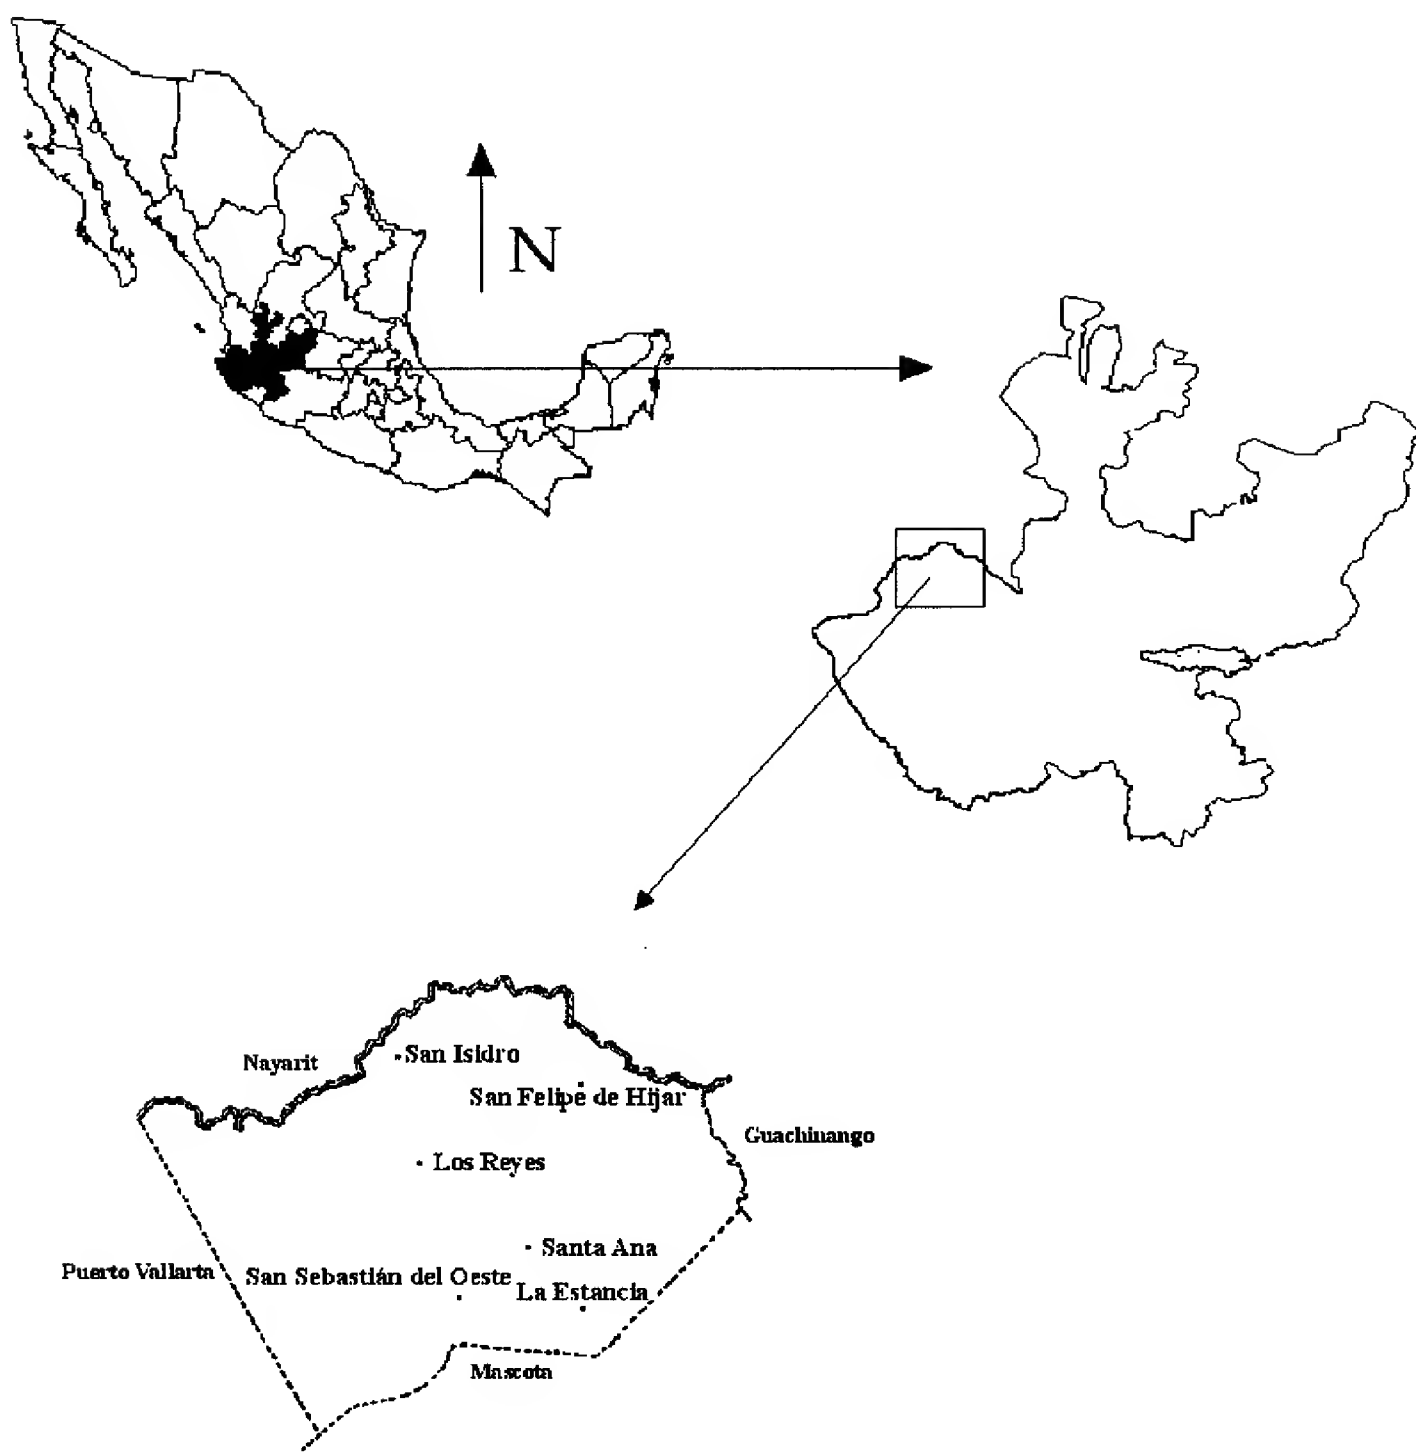 N
Nayarit
San Isidro
San Felipe de Hijar
Guachinango
Los Reyes
Santa Ana
Puerto Vallarta
San Sebastián del Oeste
La Estancia
Mascota